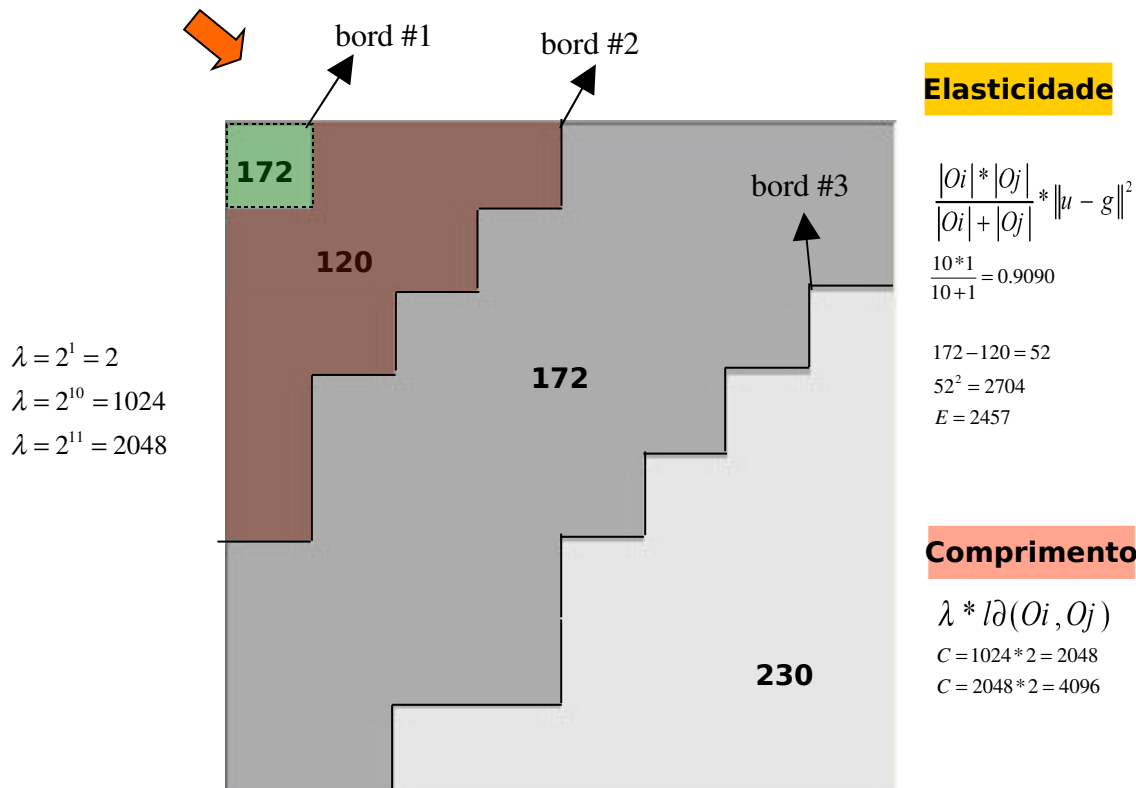 bord #1
bord #2
172
120
bord #3
172
230
λ = 2^1 = 2
λ = 2^10 = 1024
λ = 2^11 = 2048
Elasticidade
|Oi| * |Oj| / |Oi| + |Oj| * ||u − g||^2
10*1 / 10+1 = 0.9090
172 − 120 = 52
52^2 = 2704
E = 2457
Comprimento
λ * l∂(Oi, Oj)
C = 1024 * 2 = 2048
C = 2048 * 2 = 4096